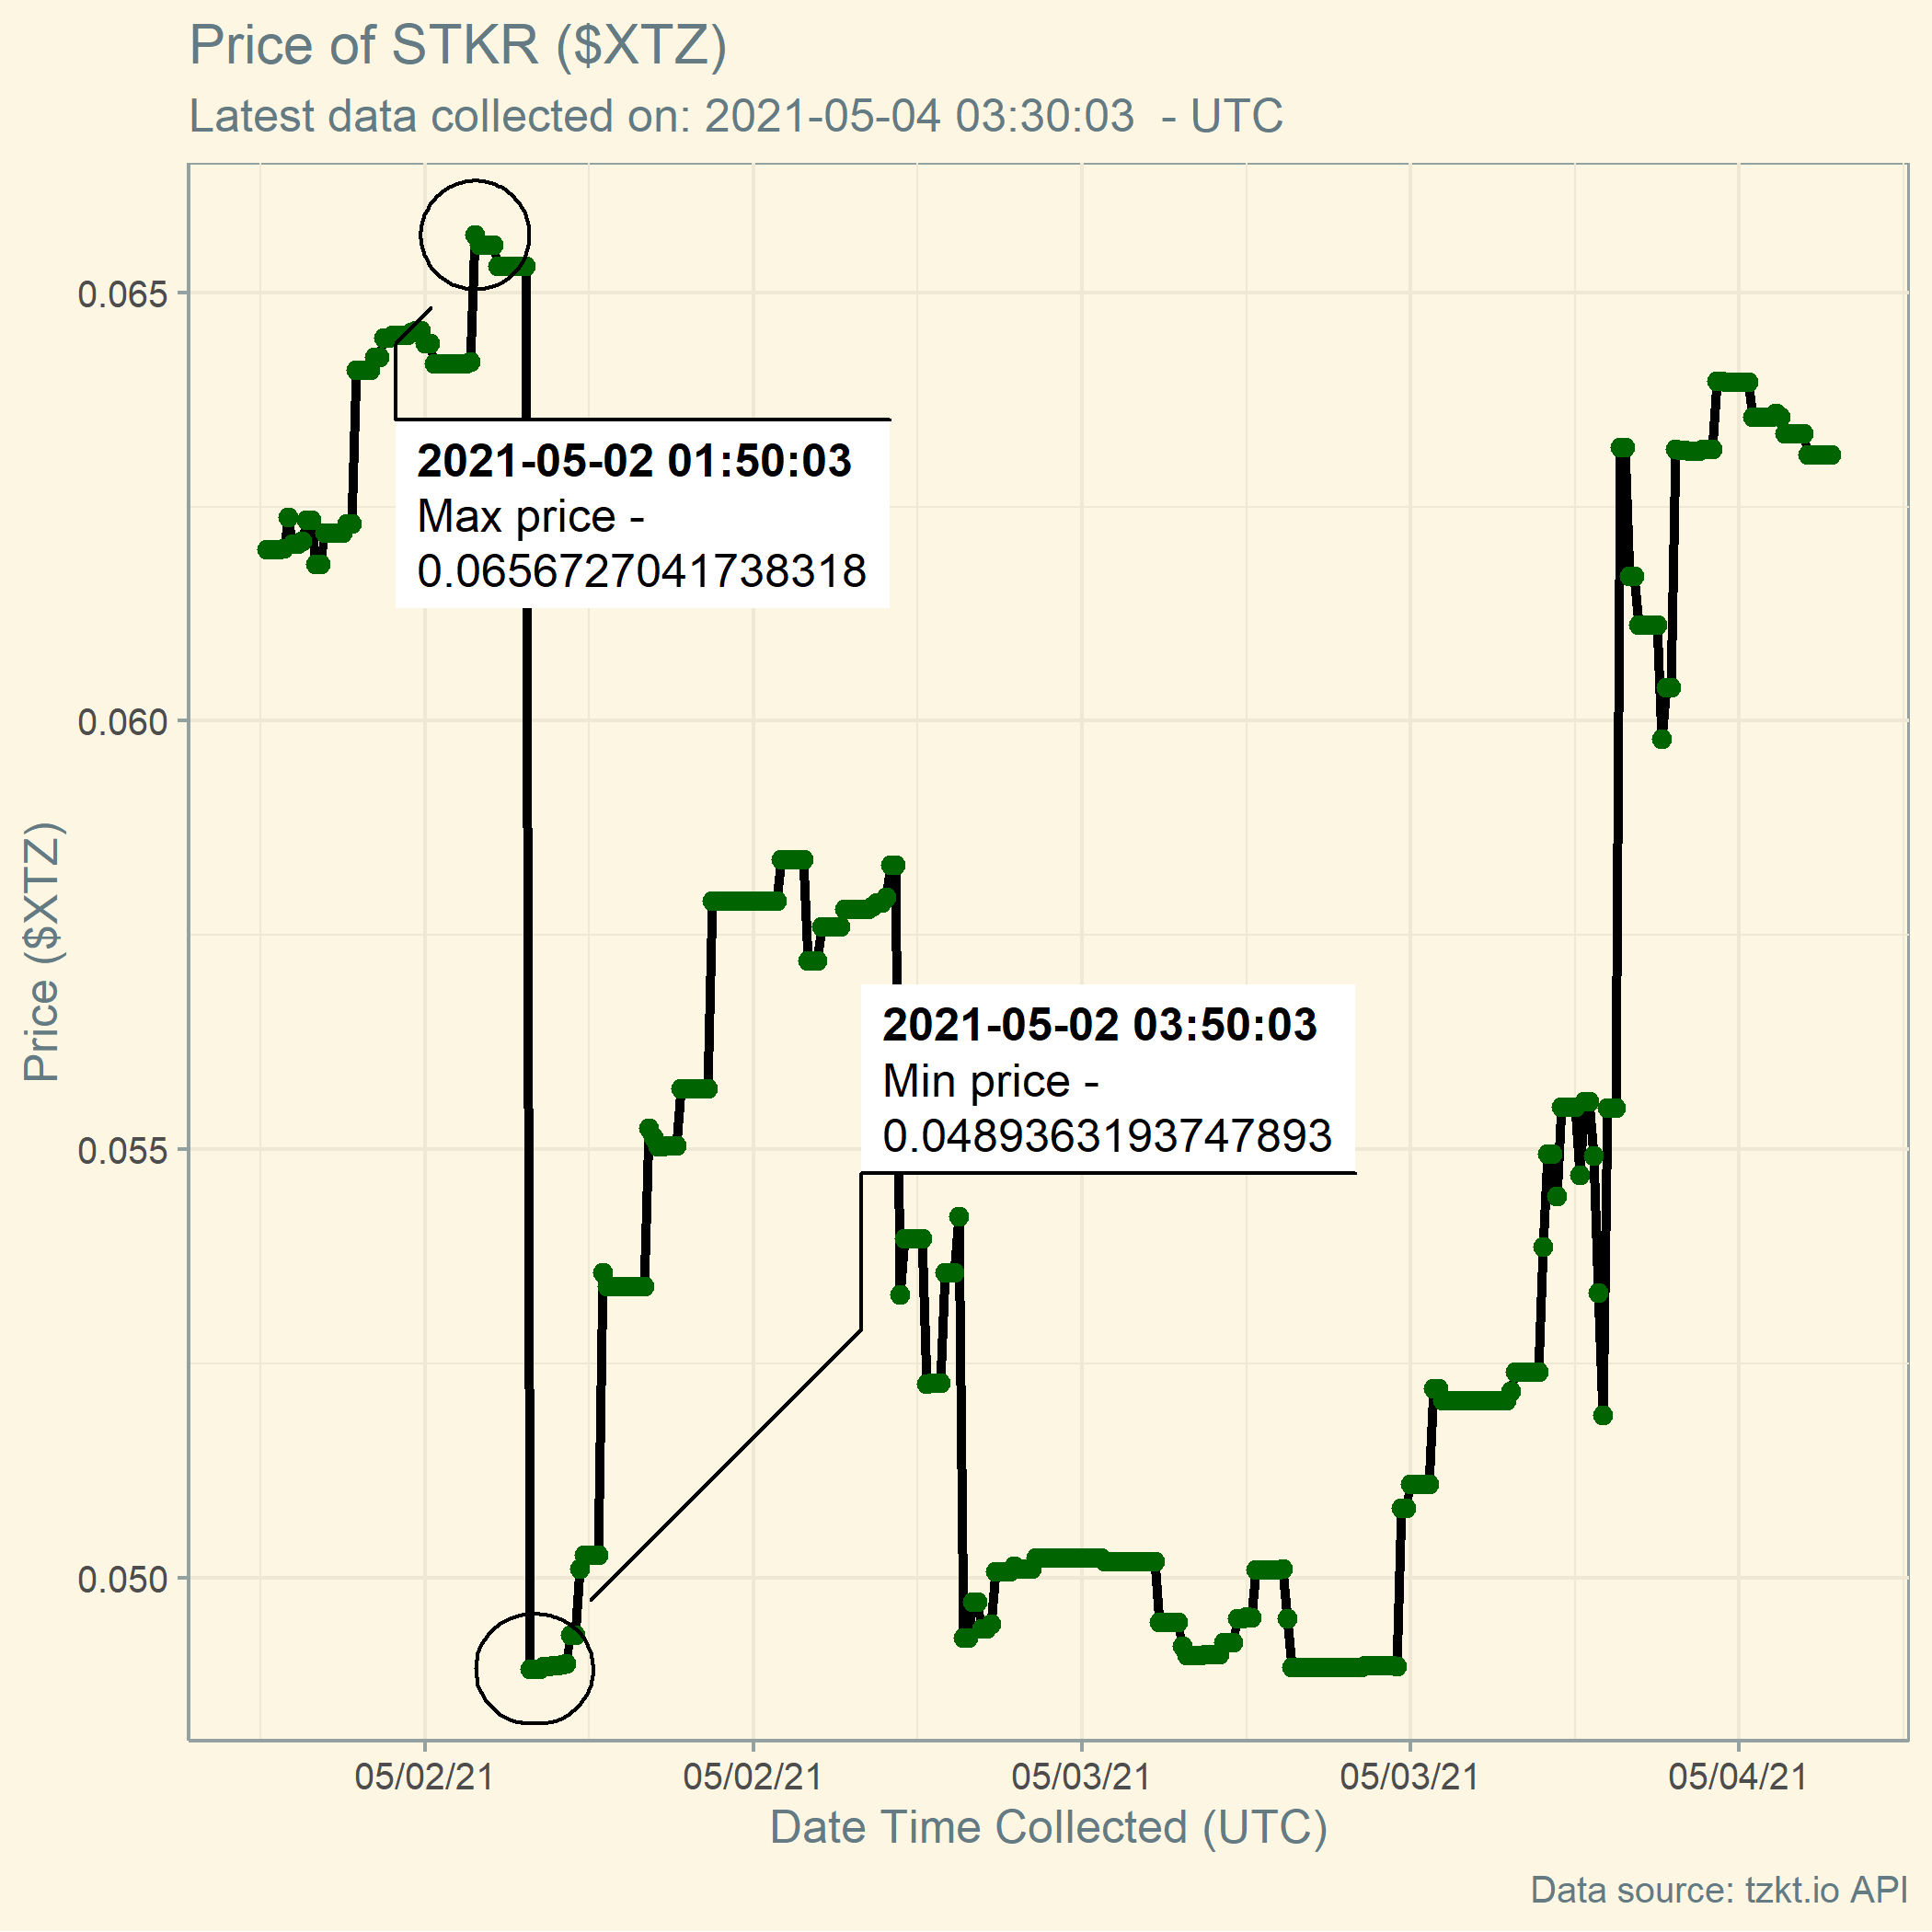 Price of STKR ($XTZ)
Latest data collected on: 2021-05-04 03:30:03  - UTC
0.065
0.060
0.055
0.050
Price ($XTZ)
2021-05-02 01:50:03
Max price -
0.0656727041738318
2021-05-02 03:50:03
Min price -
0.0489363193747893
05/02/21
05/02/21
05/03/21
05/03/21
05/04/21
Date Time Collected (UTC)
Data source: tzkt.io API